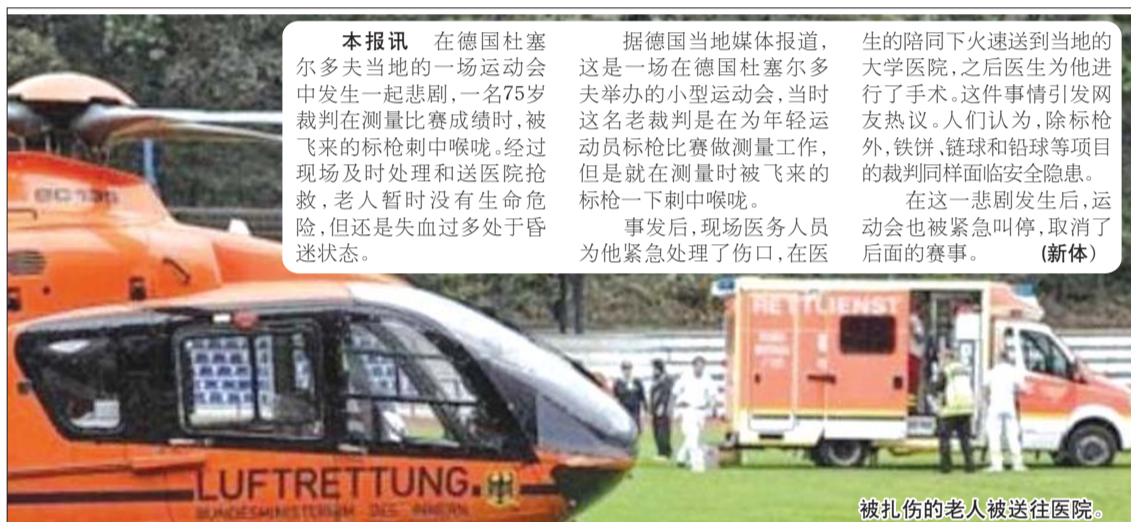 本报讯 在德国杜塞
尔多夫当地的一场运动会
中发生一起悲剧,一名75岁
裁判在测量比赛成绩时,被
飞来的标枪刺中喉咙。经过
现场及时处理和送医院抢
救,老人暂时没有生命危
险,但还是失血过多处于昏
迷状态。
据德国当地媒体报道,
这是一场在德国杜塞尔多
夫举办的小型运动会,当时
这名老裁判是在为年轻运
动员标枪比赛做测量工作,
但是就在测量时被飞来的
标枪一下刺中喉咙。
事发后,现场医务人员
为他紧急处理了伤口,在医
生的陪同下火速送到当地的
大学医院,之后医生为他进
行了手术。这件事情引发网
友热议。人们认为,除标枪
外,铁饼、链球和铅球等项目
的裁判同样面临安全隐患。
在这一悲剧发生后,运
动会也被紧急叫停,取消了
后面的赛事。 (新体)
EC 135
RETTUENST
LUFTRETTUNG.
BUNDESMINISTERIUM DES INNERN
被扎伤的老人被送往医院。